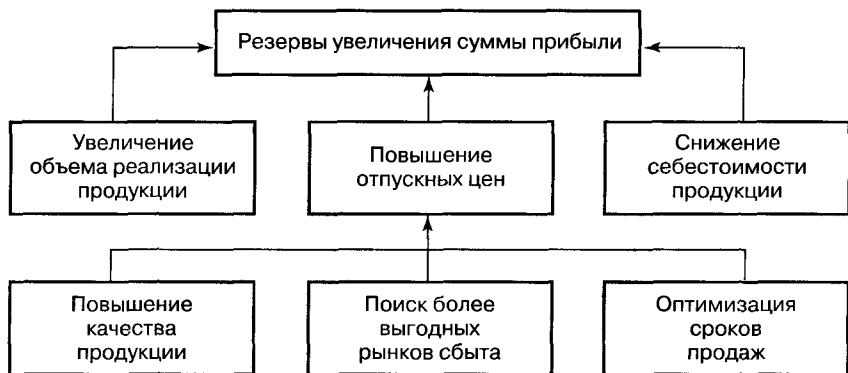 Резервы увеличения суммы прибыли
Увеличение
объема реализации
продукции
Повышение
отпускных цен
Снижение
себестоимости
продукции
Повышение
качества
продукции
Поиск более
выгодных
рынков сбыта
Оптимизация
сроков
продаж